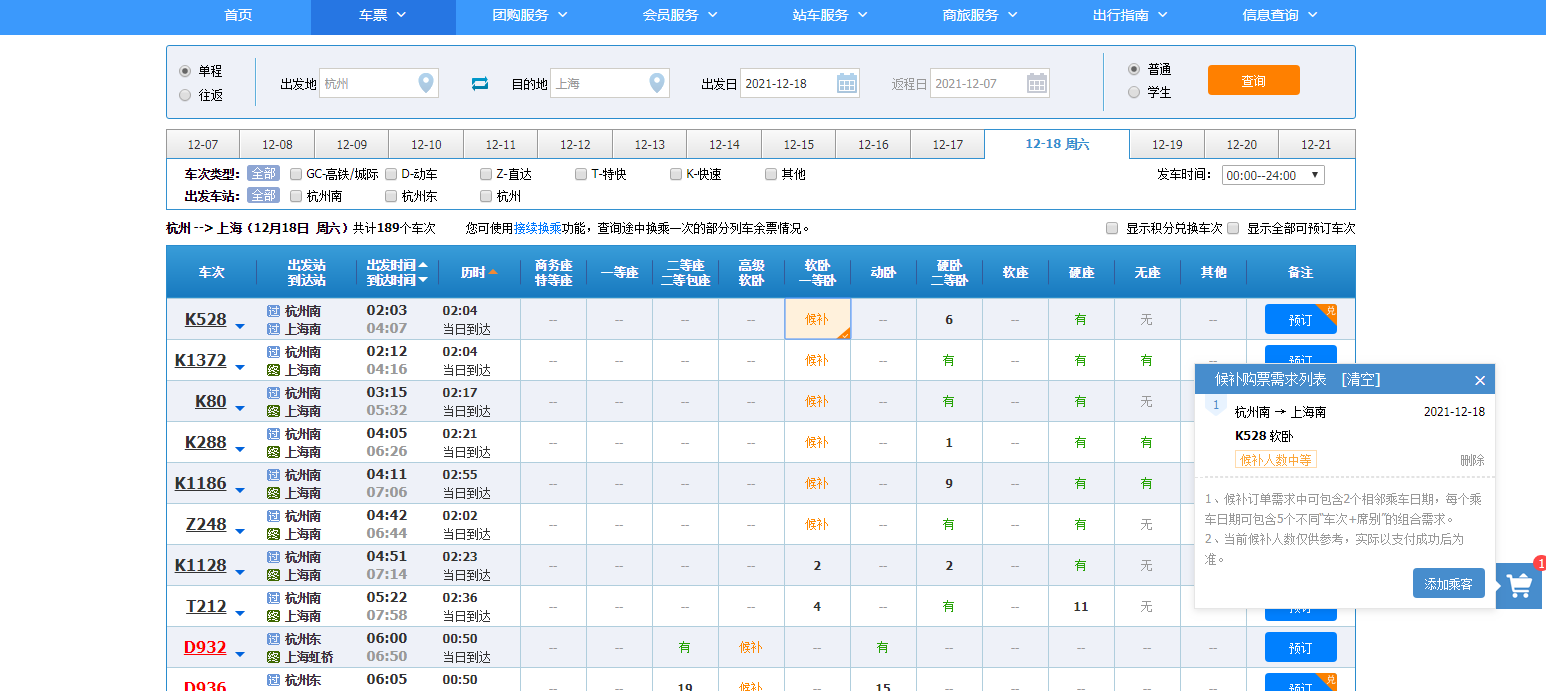 首页 车票 团购服务 会员服务 站车服务 商旅服务 出行指南 信息查询
单程 往返 出发地 杭州 目的地 上海 出发日 2021-12-18 返程日 2021-12-07 普通 学生 查询
12-07 12-08 12-09 12-10 12-11 12-12 12-13 12-14 12-15 12-16 12-17 12-18 周六 12-19 12-20 12-21
车次类型: 全部 GC-高铁/城际 D-动车 Z-直达 T-特快 K-快速 其他 发车时间: 00:00--24:00
出发车站: 全部 杭州南 杭州东 杭州
杭州 --> 上海（12月18日 周六）共计189个车次 您可使用接续换乘功能，查询途中换乘一次的部分列车余票情况。 显示积分兑换车次 显示全部可预订车次
车次 出发站 到达站 出发时间 到达时间 历时 商务座 特等座 一等座 二等座 二等包座 高级 软卧 软卧 一等卧 动卧 硬卧 二等卧 软座 硬座 无座 其他 备注
K528 过 杭州南 02:03 02:04 -- -- -- -- 候补 -- 6 -- 有 无 -- 预订 兑
过 上海南 04:07 当日到达
K1372 过 杭州南 02:12 02:04 -- -- -- -- 候补 -- 有 -- 有 有 -- 预订
终 上海南 04:16 当日到达
K80 过 杭州南 03:15 02:17 -- -- -- -- 候补 -- 有 -- 有 无
终 上海南 05:32 当日到达
K288 过 杭州南 04:05 02:21 -- -- -- -- 候补 -- 1 -- 有 有
终 上海南 06:26 当日到达
K1186 过 杭州南 04:11 02:55 -- -- -- -- 候补 -- 9 -- 有 有
终 上海南 07:06 当日到达
Z248 过 杭州南 04:42 02:02 -- -- -- -- 候补 -- 有 -- 有 无
终 上海南 06:44 当日到达
K1128 过 杭州南 04:51 02:23 -- -- -- -- 2 -- 2 -- 有 无
终 上海南 07:14 当日到达
T212 过 杭州南 05:22 02:36 -- -- -- -- 4 -- 有 -- 11 无 预订
终 上海南 07:58 当日到达
D932 过 杭州东 06:00 00:50 -- -- 有 候补 -- 有 -- -- -- -- -- 预订
终 上海虹桥 06:50 当日到达
D936 过 杭州东 06:05 00:50 -- -- 19 候补 -- 15 -- -- -- -- -- 预订 兑
候补购票需求列表 [清空] ×
1 杭州南 → 上海南 2021-12-18
K528 软卧
候补人数中等 删除
1、候补订单需求中可包含2个相邻乘车日期，每个乘
车日期可包含5个不同“车次+席别”的组合需求。
2、当前候补人数仅供参考，实际以支付成功后为
准。
添加乘客
1